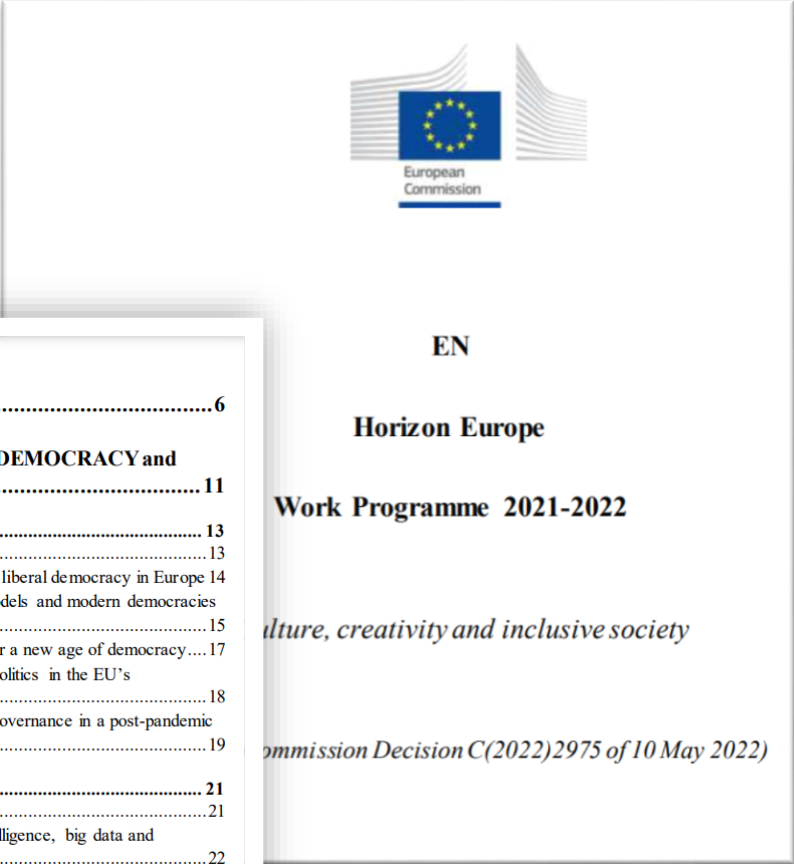 European
Commission
EN
Horizon Europe
Work Programme 2021-2022
lture, creativity and inclusive society
ommission Decision C(2022)2975 of 10 May 2022)
....................................6
DEMOCRACY and
...................................11
...................................13
...................................13
liberal democracy in Europe 14
dels and modern democracies
...................................15
r a new age of democracy....17
olitics in the EU’s
...................................18
overnance in a post-pandemic
...................................19
...................................21
...................................21
lligence, big data and
...................................22